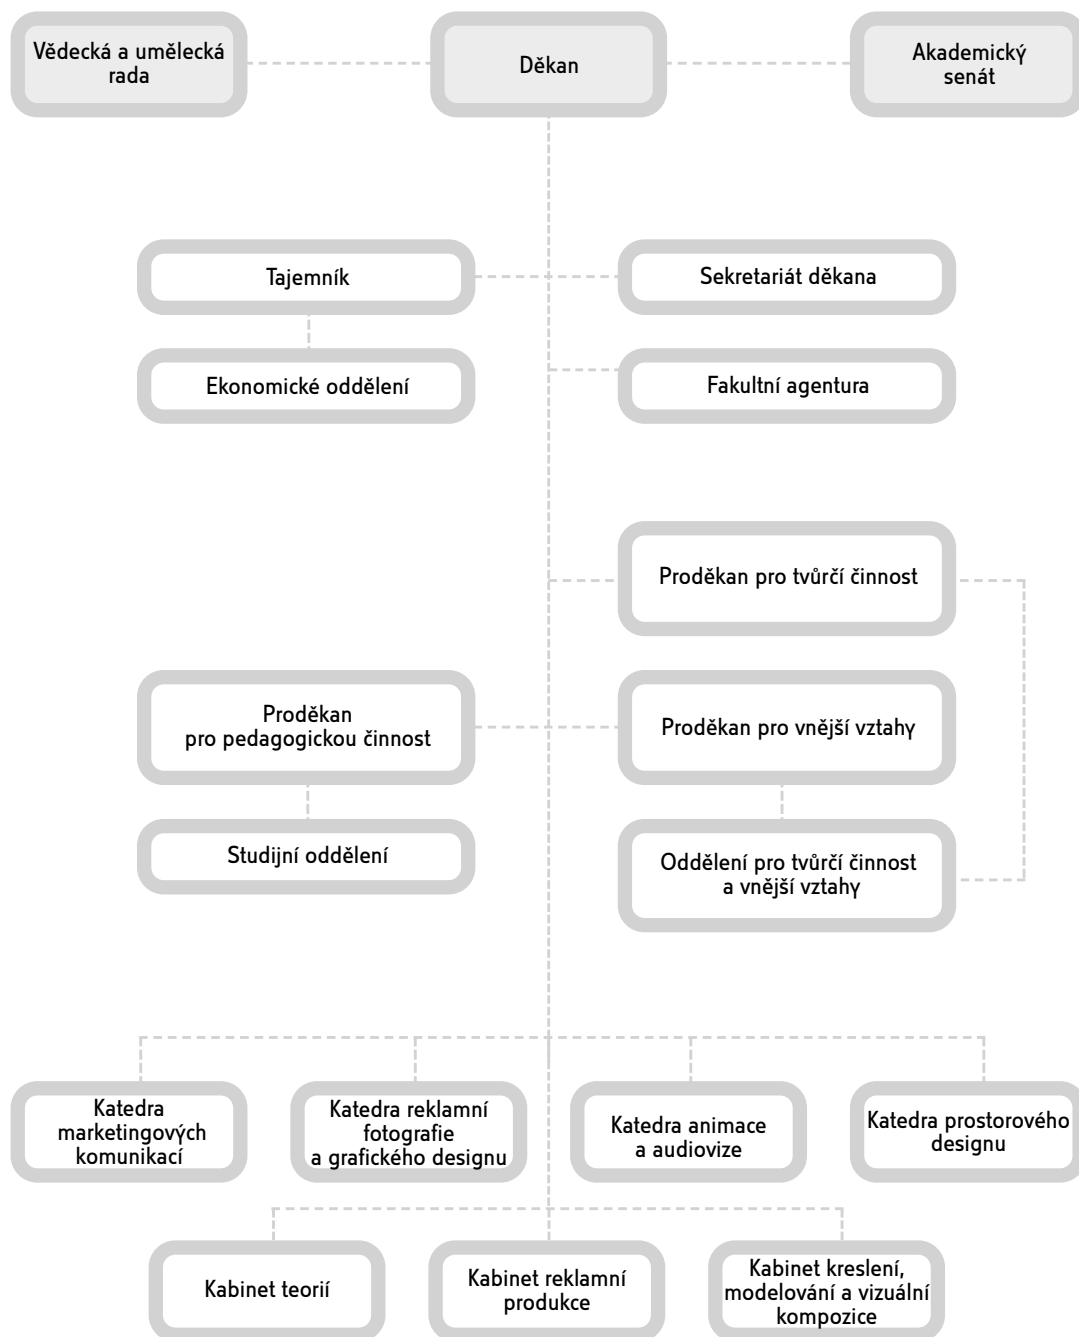 Vědecká a umělecká
rada
Děkan
Akademický
senát
Tajemník
Sekretariát děkana
Ekonomické oddělení
Fakultní agentura
Proděkan pro tvůrčí činnost
Proděkan
pro pedagogickou činnost
Proděkan pro vnější vztahy
Studijní oddělení
Oddělení pro tvůrčí činnost
a vnější vztahy
Katedra
marketingových
komunikací
Katedra reklamní
fotografie
a grafického designu
Katedra animace
a audiovize
Katedra prostorového
designu
Kabinet teorií
Kabinet reklamní
produkce
Kabinet kreslení,
modelování a vizuální
kompozice